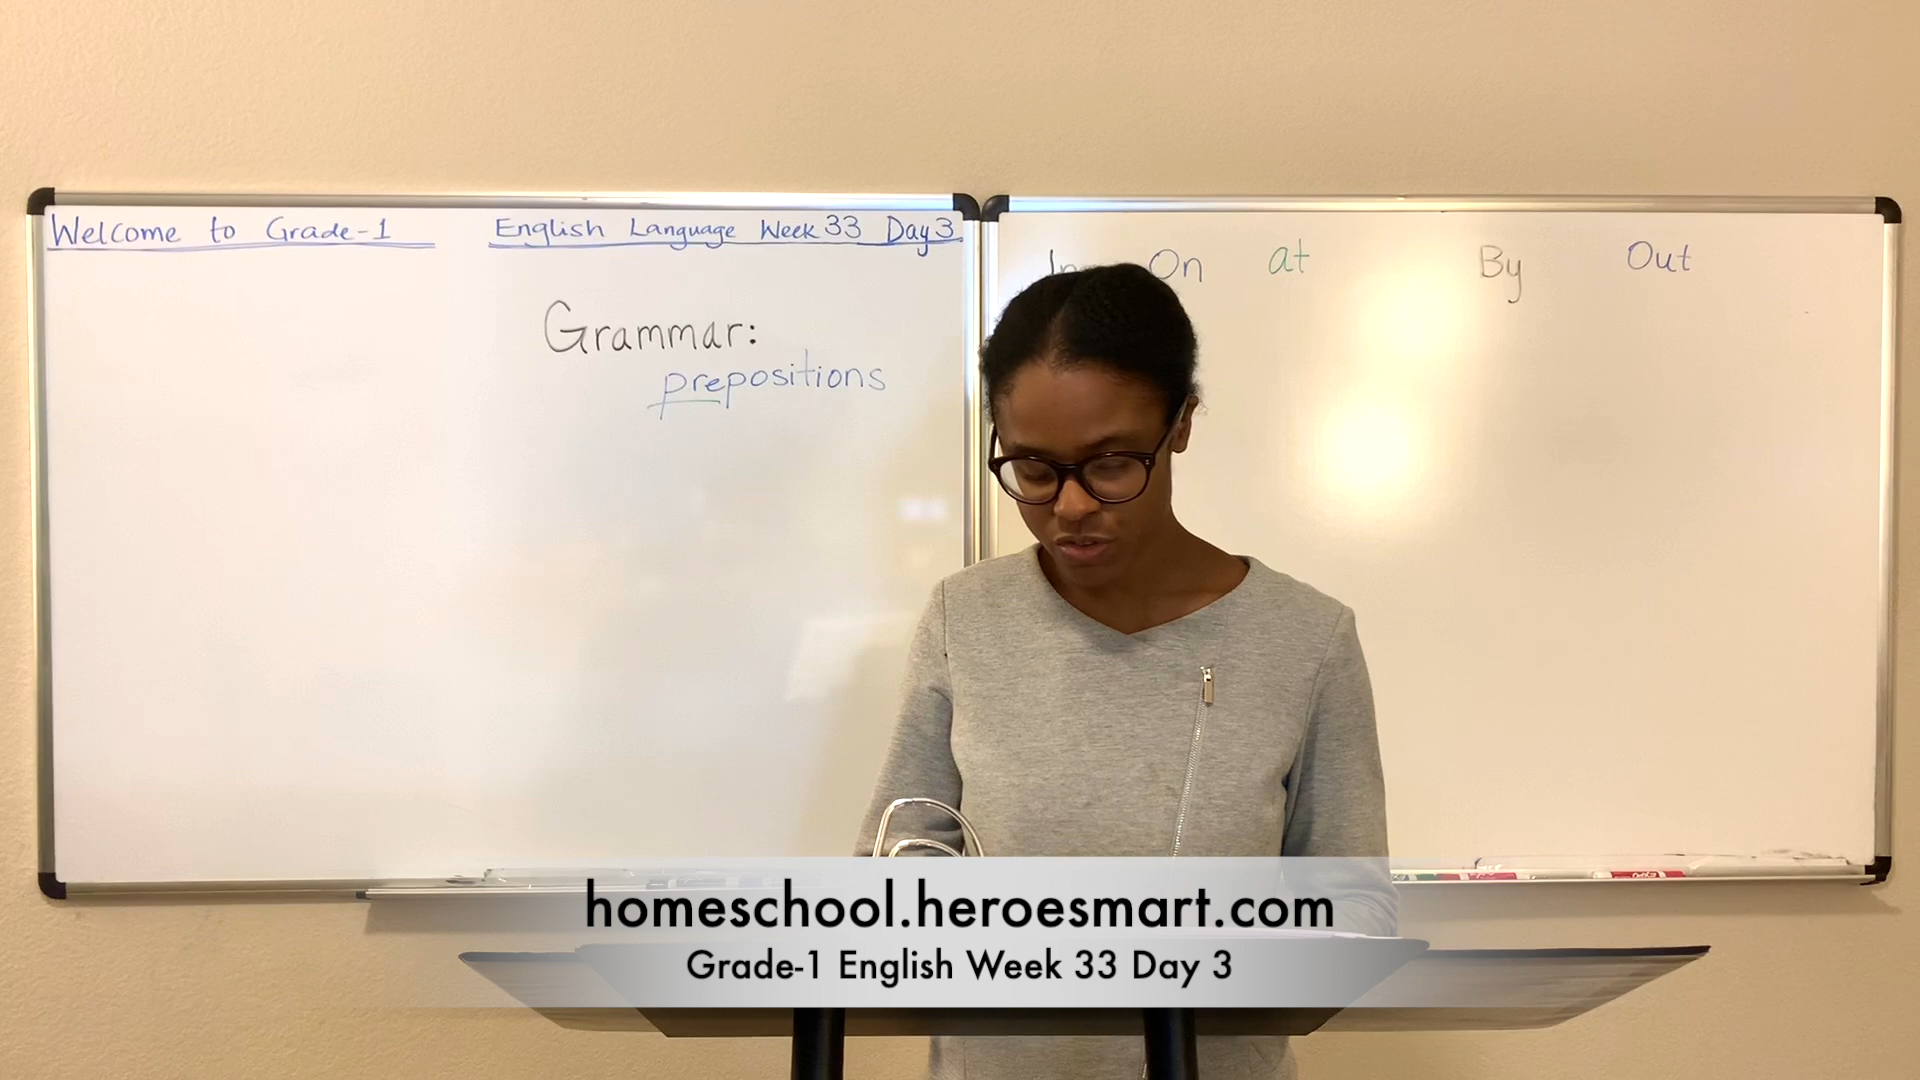 Welcome to Grade-1
English Language Week 33 Day 3
Grammar:
prepositions
On at By Out
homeschool.heroesmart.com
Grade-1 English Week 33 Day 3